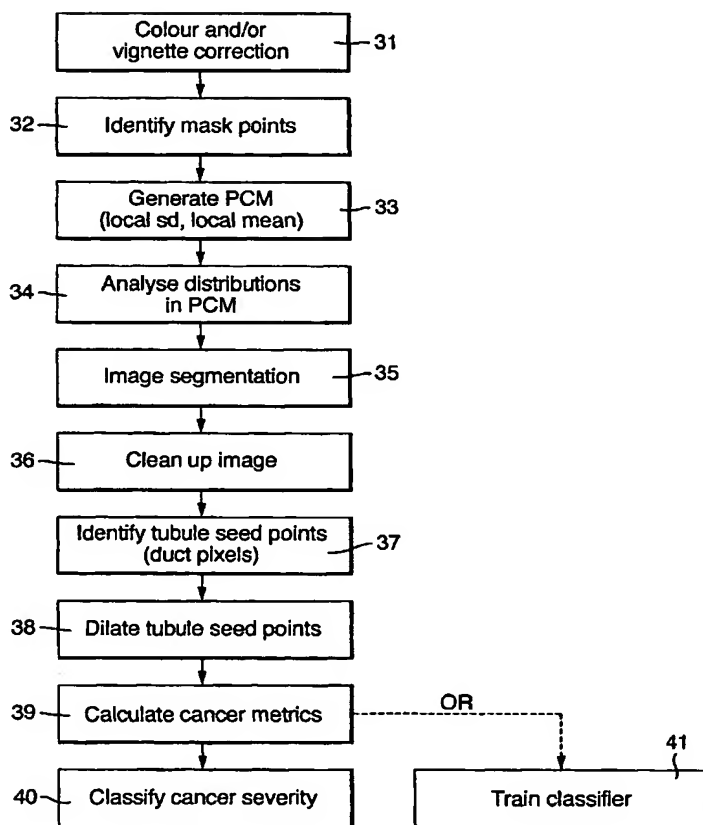 Colour and/or
vignette correction
31
32
Identify mask points
Generate PCM
(local sd, local mean)
33
34
Analyse distributions
in PCM
Image segmentation
35
36
Clean up image
Identify tubule seed points
(duct pixels)
37
38
Dilate tubule seed points
39
Calculate cancer metrics
OR
41
40
Classify cancer severity
Train classifier